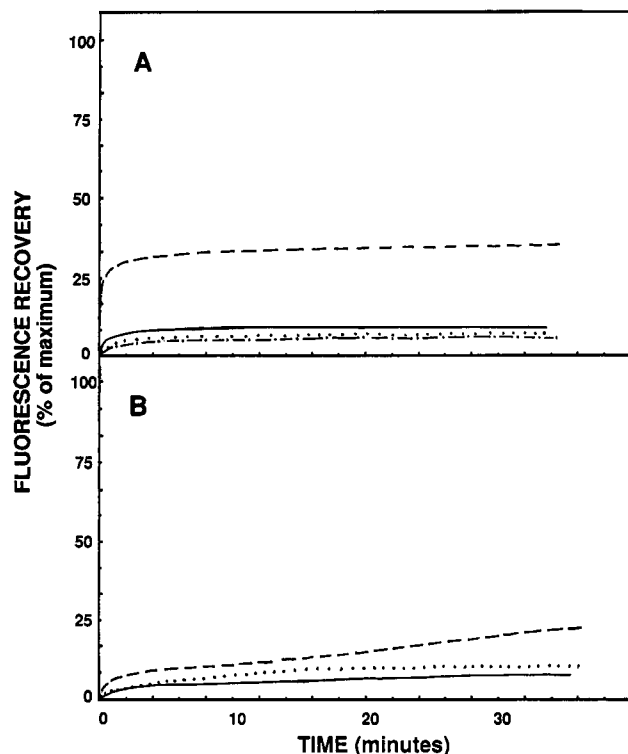 100
A
75
50
25
0
FLUORESCENCE RECOVERY
(% of maximum)
100
B
75
50
25
0
0 10 20 30
TIME (minutes)